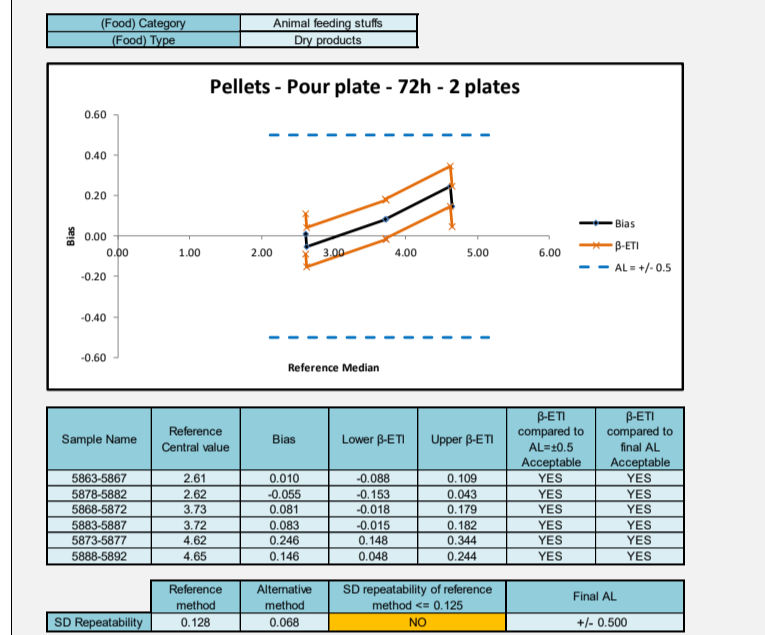 (Food) Category Animal feeding stuffs
(Food) Type Dry products
Pellets - Pour plate - 72h - 2 plates
0.60
0.40
0.20
0.00
-0.20
-0.40
-0.60
Bias
0.00 1.00 2.00 3.00 4.00 5.00 6.00
Reference Median
Bias
β-ETI
AL = +/- 0.5
Sample Name Reference Central value Bias Lower β-ETI Upper β-ETI β-ETI compared to AL=±0.5 Acceptable β-ETI compared to final AL Acceptable
5863-5867 2.61 0.010 -0.088 0.109 YES YES
5878-5882 2.62 -0.055 -0.153 0.043 YES YES
5868-5872 3.73 0.081 -0.018 0.179 YES YES
5883-5887 3.72 0.083 -0.015 0.182 YES YES
5873-5877 4.62 0.246 0.148 0.344 YES YES
5888-5892 4.65 0.146 0.048 0.244 YES YES
Reference method Alternative method SD repeatability of reference method <= 0.125 Final AL
SD Repeatability 0.128 0.068 NO +/- 0.500